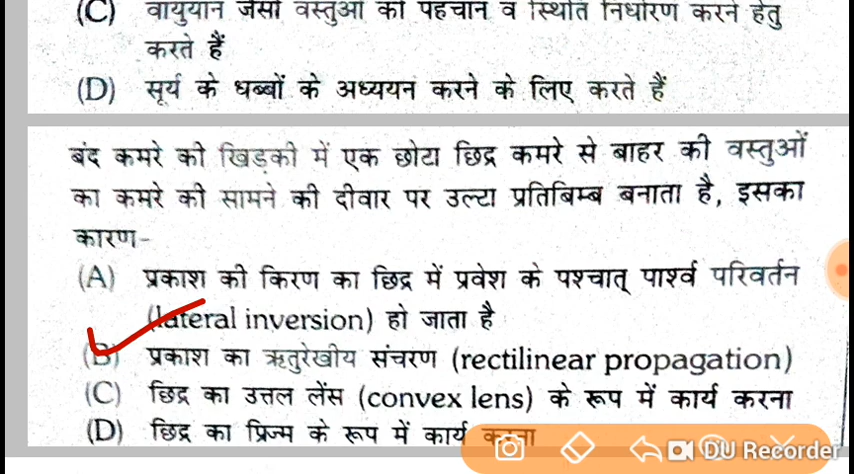 (C) वायुयान जैसी वस्तुओं की पहचान व स्थिति निर्धारण करने हेतु
करते हैं
(D) सूर्य के धब्बों के अध्ययन करने के लिए करते हैं
बंद कमरे की खिड़की में एक छोटा छिद्र कमरे से बाहर की वस्तुओं
का कमरे की सामने की दीवार पर उल्टा प्रतिबिम्ब बनाता है, इसका
कारण-
(A) प्रकाश की किरण का छिद्र में प्रवेश के पश्चात् पार्श्व परिवर्तन
(lateral inversion) हो जाता है
(B) प्रकाश का ऋतुरेखीय संचरण (rectilinear propagation)
(C) छिद्र का उत्तल लेंस (convex lens) के रूप में कार्य करना
(D) छिद्र का प्रिज्म के रूप में कार्य करना
DU Recorder